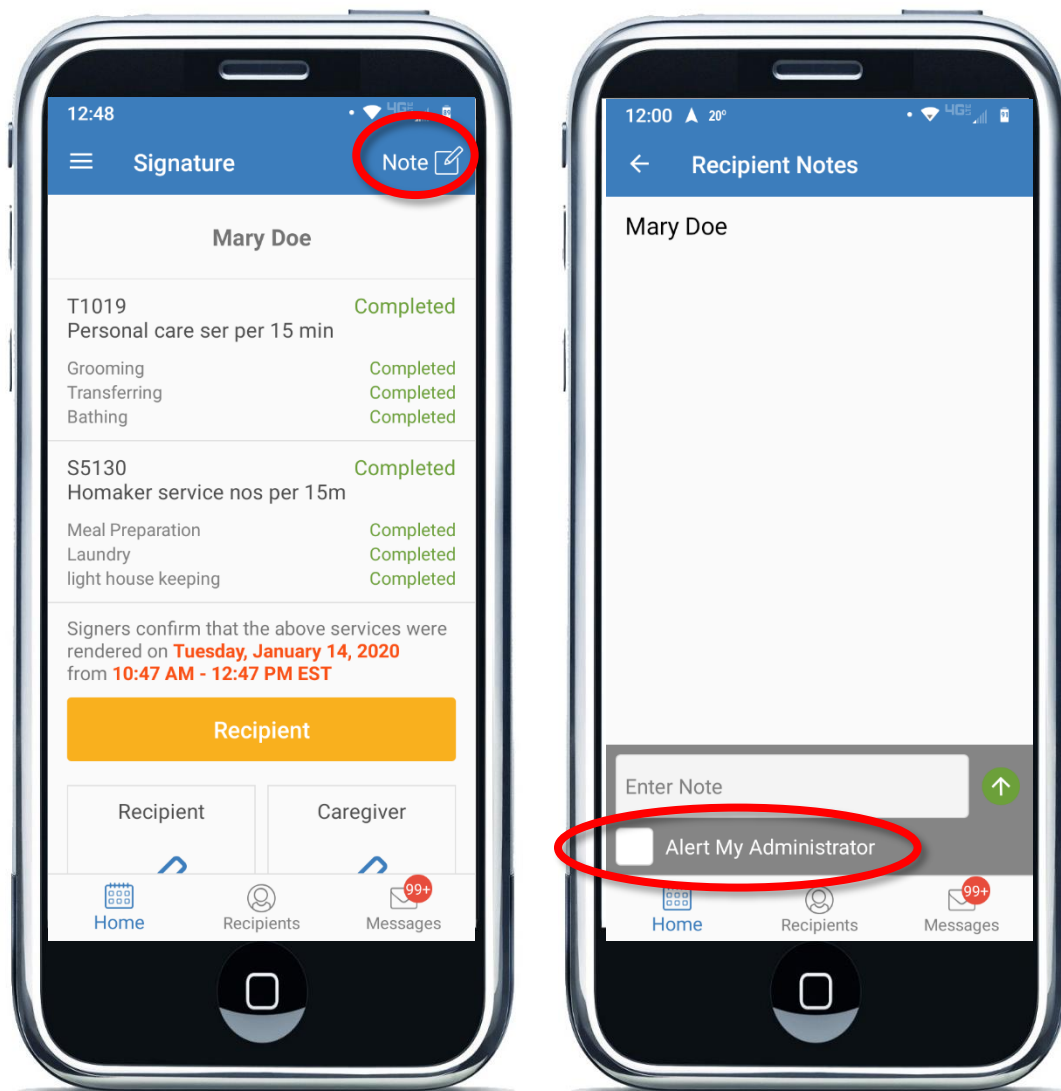 12:48 4G
Signature Note
Mary Doe
T1019 Completed
Personal care ser per 15 min
Grooming Completed
Transferring Completed
Bathing Completed
S5130 Completed
Homaker service nos per 15m
Meal Preparation Completed
Laundry Completed
light house keeping Completed
Signers confirm that the above services were
rendered on Tuesday, January 14, 2020
from 10:47 AM - 12:47 PM EST
Recipient
Recipient Caregiver
99+
Home Recipients Messages
12:00 20° 4G
Recipient Notes
Mary Doe
Enter Note
Alert My Administrator
99+
Home Recipients Messages